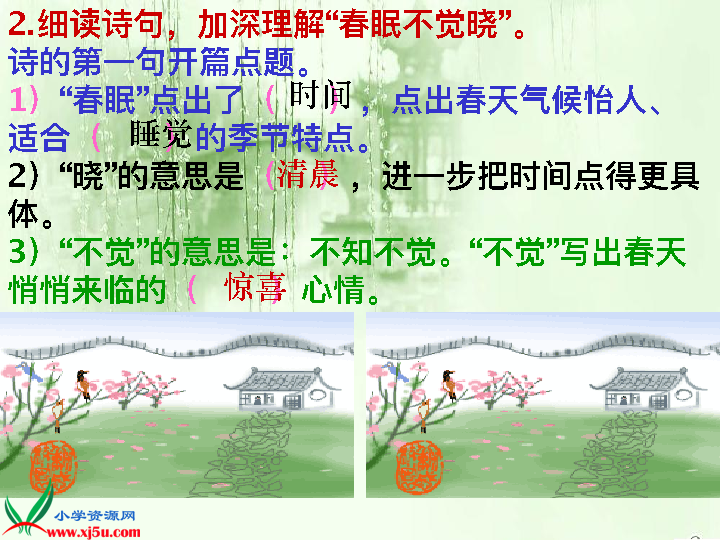 2.细读诗句，加深理解“春眠不觉晓”。
诗的第一句开篇点题。
1）“春眠”点出了（ 时间 ），点出春天气候怡人、
适合（ 睡觉 ）的季节特点。
2）“晓”的意思是（清晨 ），进一步把时间点得更具
体。
3）“不觉”的意思是：不知不觉。“不觉”写出春天
悄悄来临的（ 惊喜 ）心情。
小学资源网
www.xj5u.com